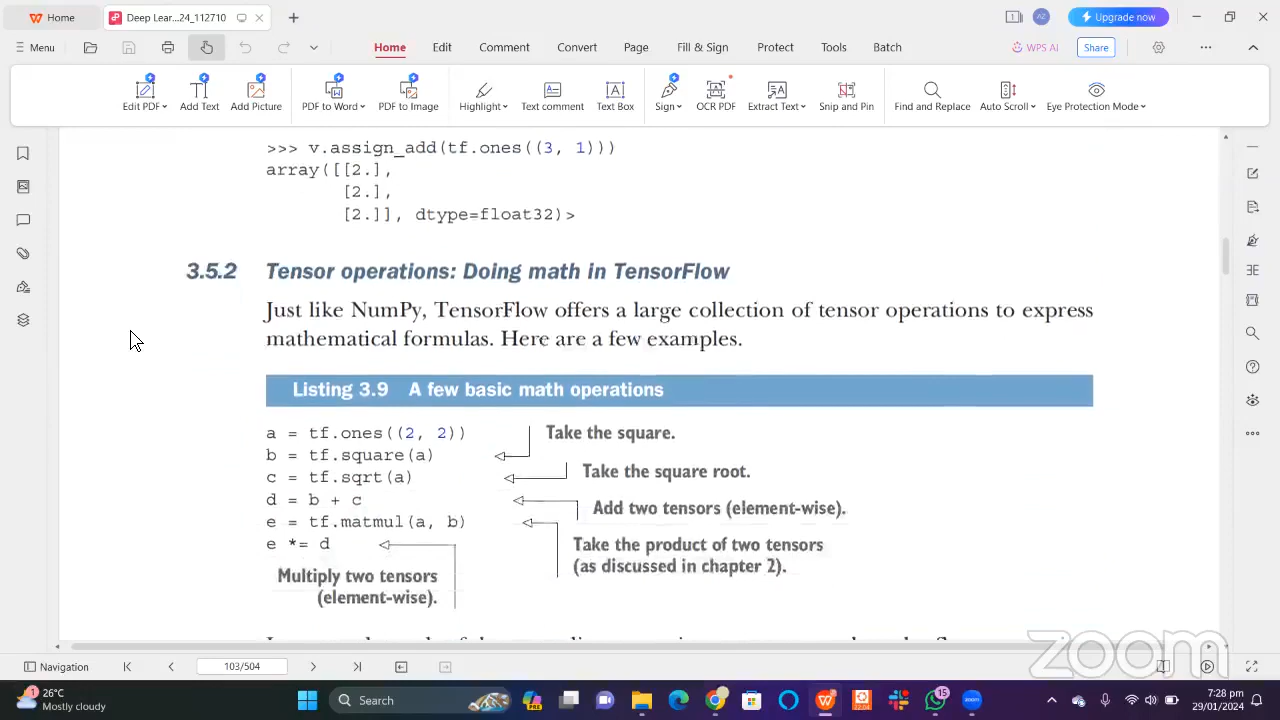 Home
Deep Lear...24_112710
1
AZ
Upgrade now
Menu
Home
Edit
Comment
Convert
Page
Fill & Sign
Protect
Tools
Batch
WPS AI
Share
Edit PDF
Add Text
Add Picture
PDF to Word
PDF to Image
Highlight
Text comment
Text Box
Sign
OCR PDF
Extract Text
Snip and Pin
Find and Replace
Auto Scroll
Eye Protection Mode
>>> v.assign_add(tf.ones((3, 1)))
array([[2.],
[2.],
[2.]], dtype=float32)>
3.5.2 Tensor operations: Doing math in TensorFlow
Just like NumPy, TensorFlow offers a large collection of tensor operations to express
mathematical formulas. Here are a few examples.
Listing 3.9 A few basic math operations
a = tf.ones((2, 2))
Take the square.
b = tf.square(a)
c = tf.sqrt(a)
Take the square root.
d = b + c
Add two tensors (element-wise).
e = tf.matmul(a, b)
e *= d
Take the product of two tensors
(as discussed in chapter 2).
Multiply two tensors
(element-wise).
zoom
Navigation
103/504
1
26°C
Mostly cloudy
Search
22.04
15
7:28 pm
29/01/2024